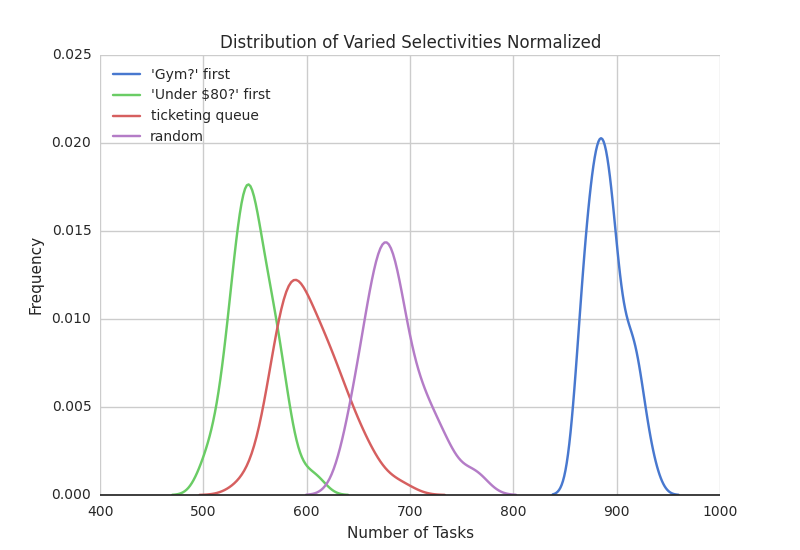 Distribution of Varied Selectivities Normalized
0.025
0.020
0.015
0.010
0.005
0.000
Frequency
'Gym?' first
'Under $80?' first
ticketing queue
random
400 500 600 700 800 900 1000
Number of Tasks